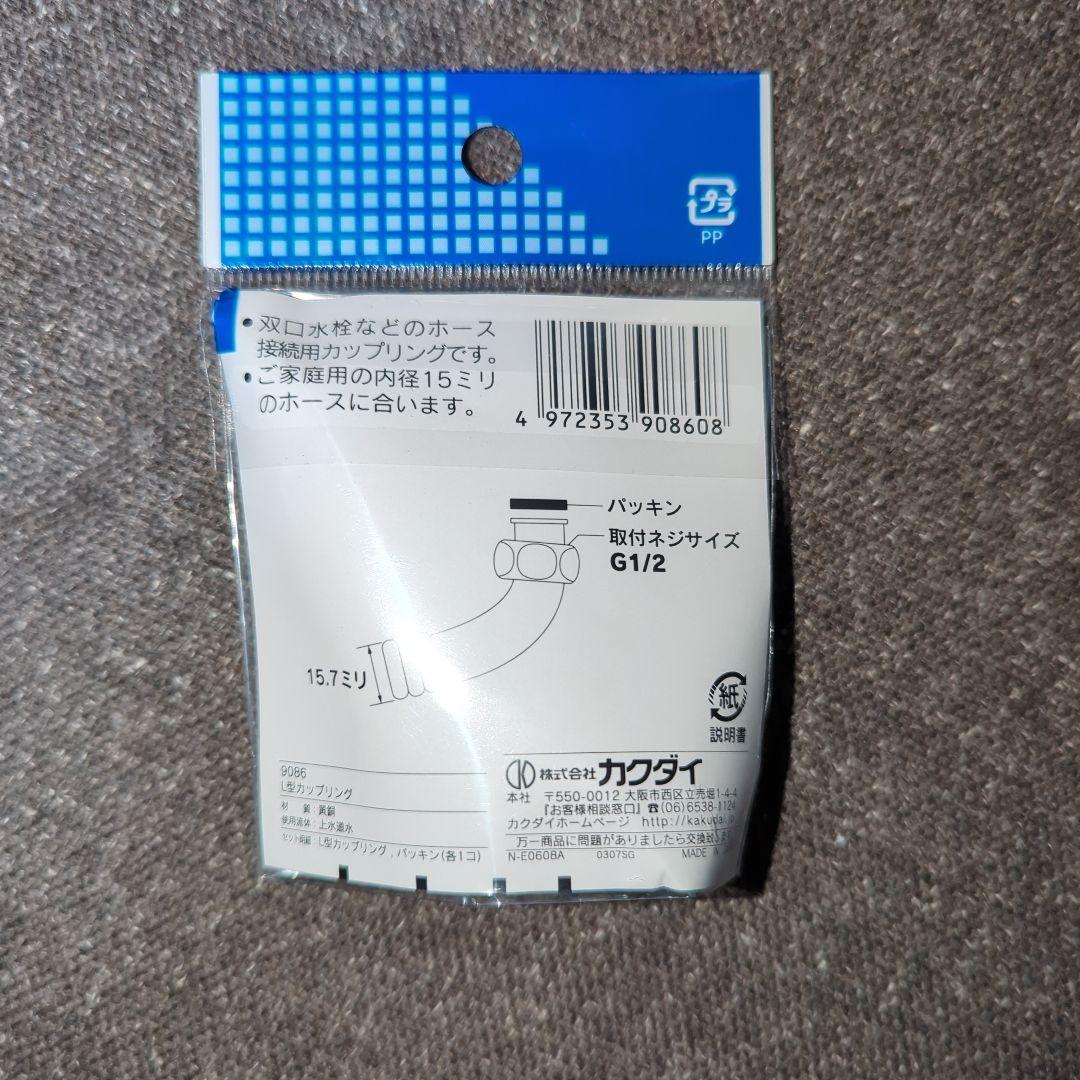 プラ
PP
・双口水栓などのホース
接続用カップリングです。
・ご家庭用の内径15ミリ
のホースに合います。
4 972353 908608
パッキン
取付ネジサイズ
G1/2
15.7ミリ
紙
説明書
9086
L型カップリング
材 質:黄銅
使用流体:上水道水
セット明細:L型カップリング，パッキン(各1コ)
株式会社カクダイ
本社 〒550-0012 大阪市西区立売堀1-4-4
『お客様相談窓口』☎(06)6538-1124
カクダイホームページ http://kakudai.jp
万一商品に問題がありましたら交換致しま
N-E0608A 0307SG MADE IN